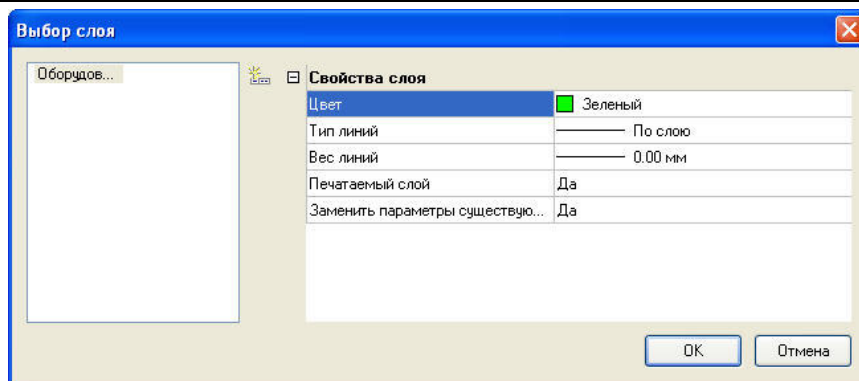 Выбор слоя
Оборудов...
Свойства слоя
Цвет Зеленый
Тип линий По слою
Вес линий 0.00 мм
Печатаемый слой Да
Заменить параметры существую... Да
OK Отмена